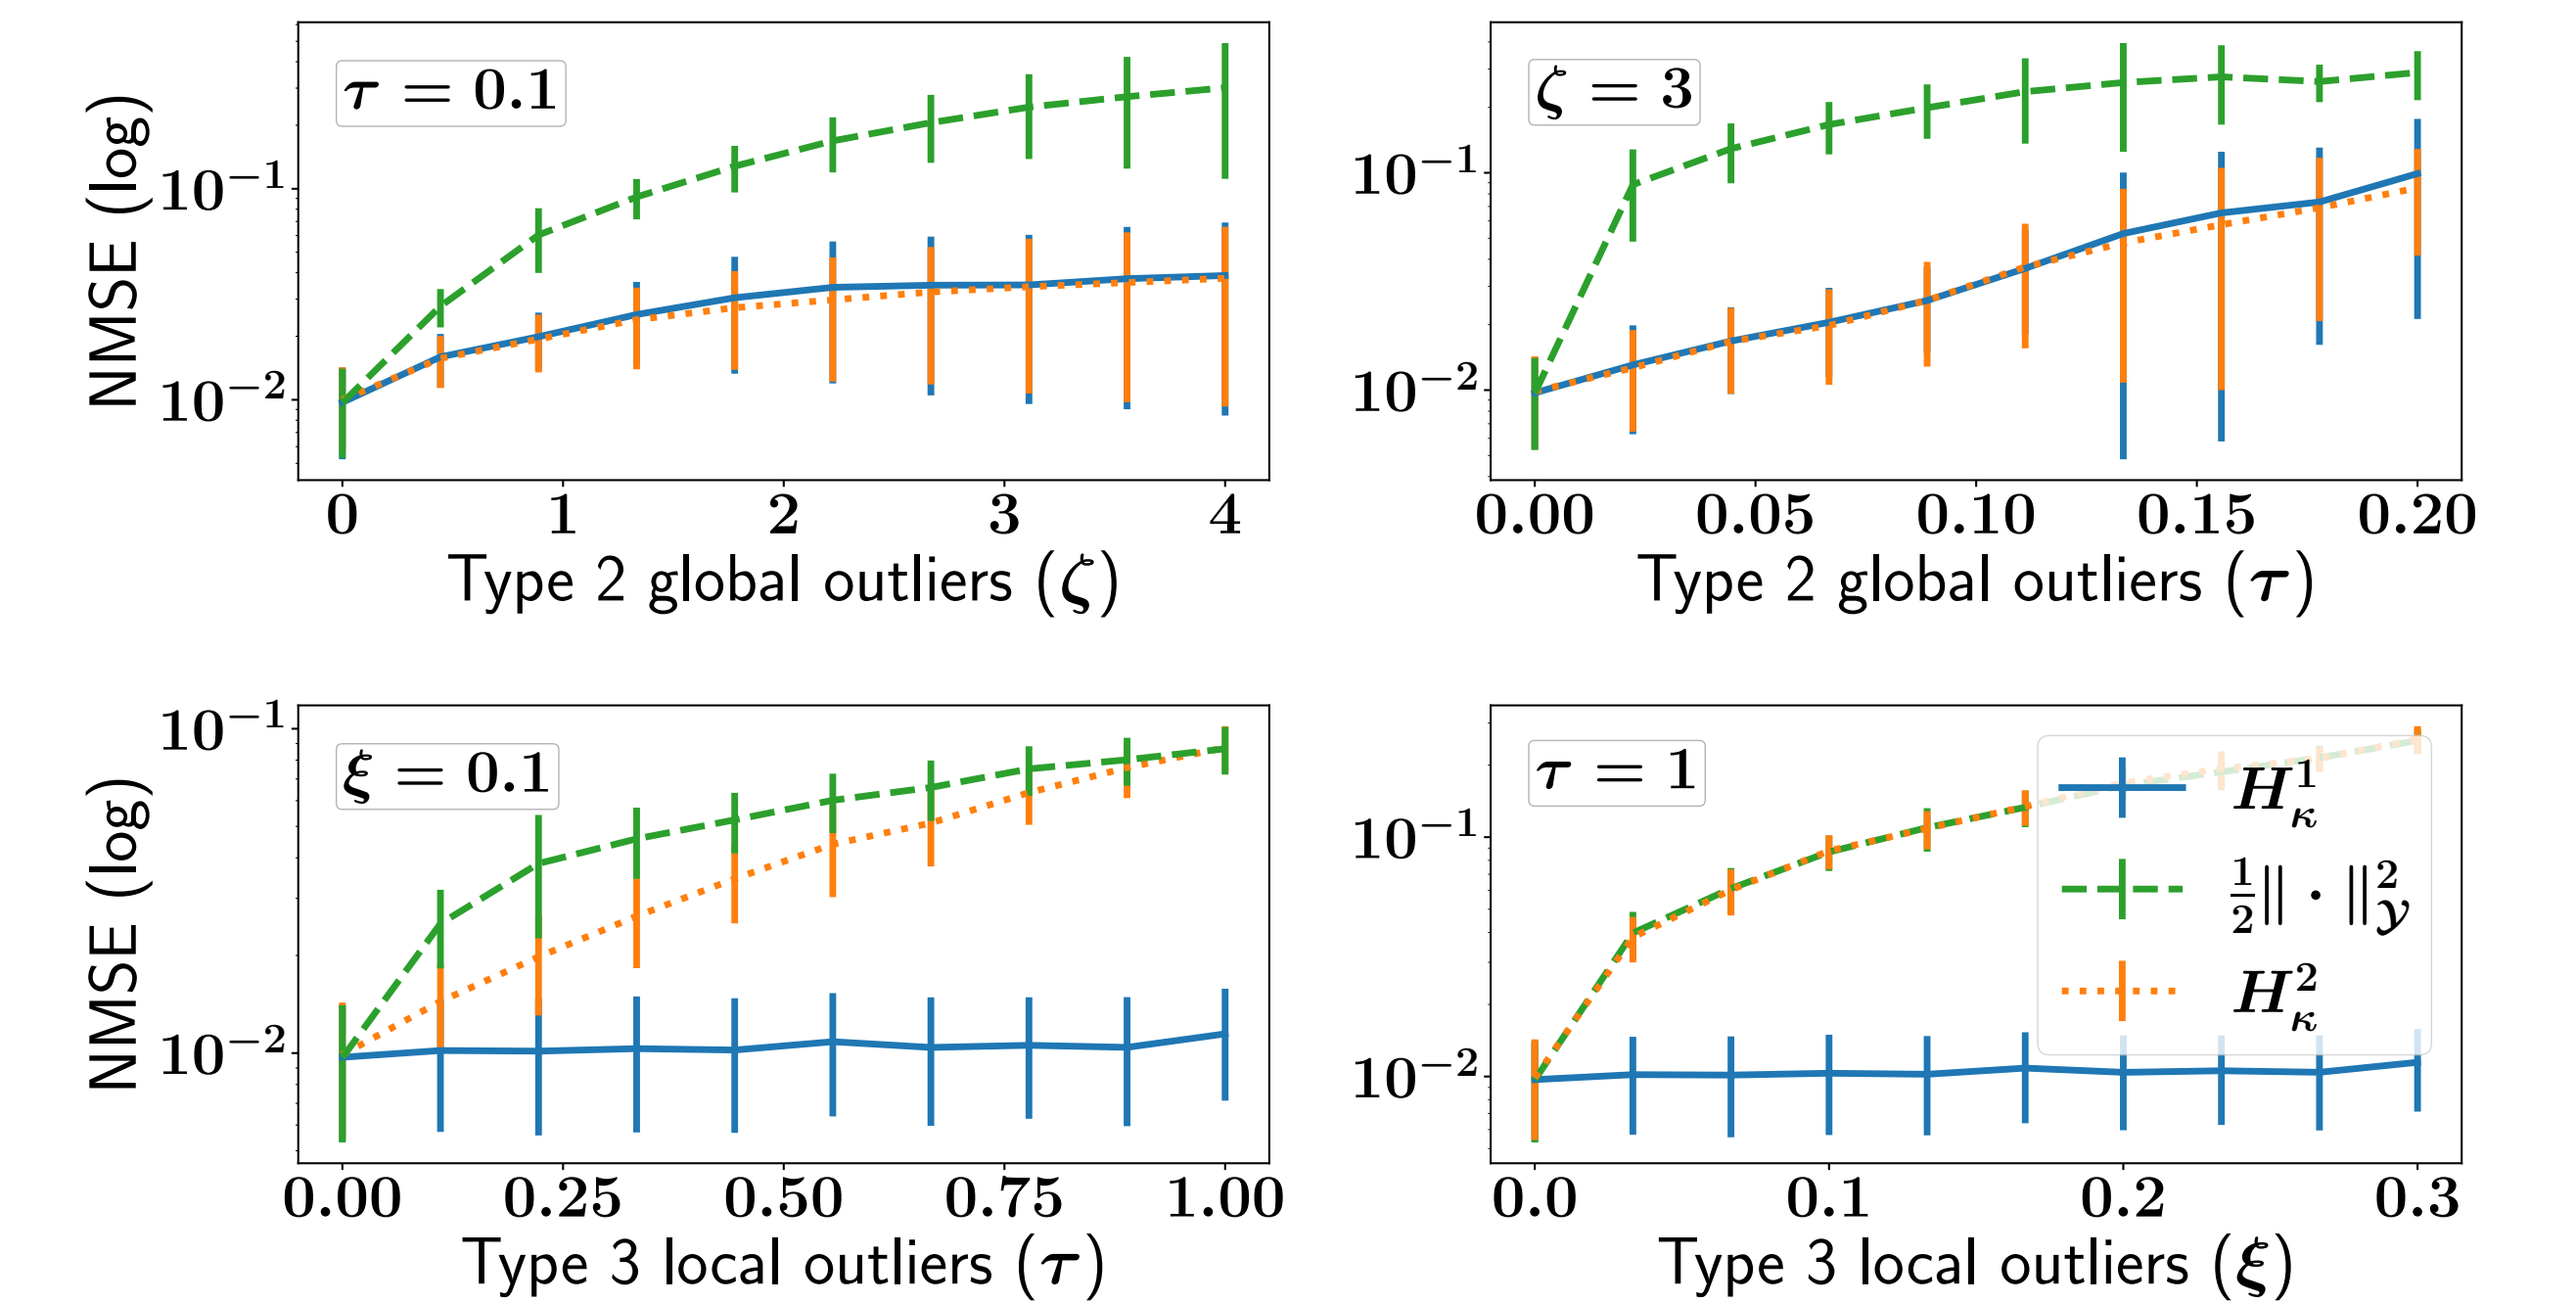 τ = 0.1
NMSE (log)
10⁻¹
10⁻²
0 1 2 3 4
Type 2 global outliers (ζ)
ζ = 3
10⁻¹
10⁻²
0.00 0.05 0.10 0.15 0.20
Type 2 global outliers (τ)
ξ = 0.1
NMSE (log)
10⁻¹
10⁻²
0.00 0.25 0.50 0.75 1.00
Type 3 local outliers (τ)
τ = 1
10⁻¹
10⁻²
0.0 0.1 0.2 0.3
Type 3 local outliers (ξ)
H¹_κ
½‖ · ‖²_𝒴
H²_κ